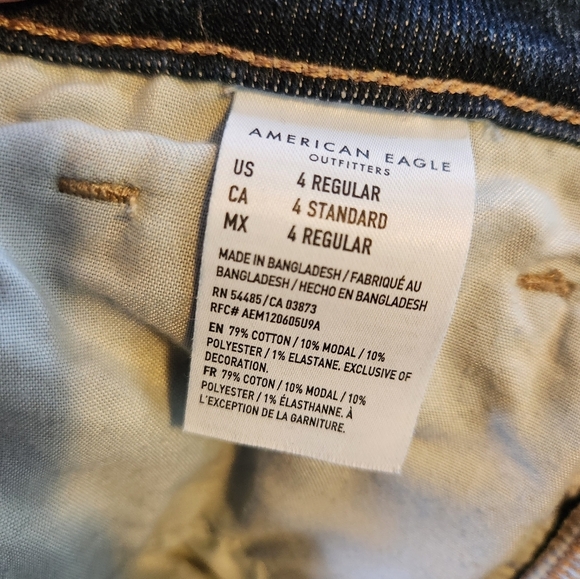 AMERICAN EAGLE
OUTFITTERS
US 4 REGULAR
CA 4 STANDARD
MX 4 REGULAR
MADE IN BANGLADESH / FABRIQUÉ AU
BANGLADESH / HECHO EN BANGLADESH
RN 54485 / CA 03873
RFC# AEM120605U9A
EN 79% COTTON / 10% MODAL / 10%
POLYESTER / 1% ELASTANE. EXCLUSIVE OF
DECORATION.
FR 79% COTON / 10% MODAL / 10%
POLYESTER / 1% ÉLASTHANNE. À
L'EXCEPTION DE LA GARNITURE.